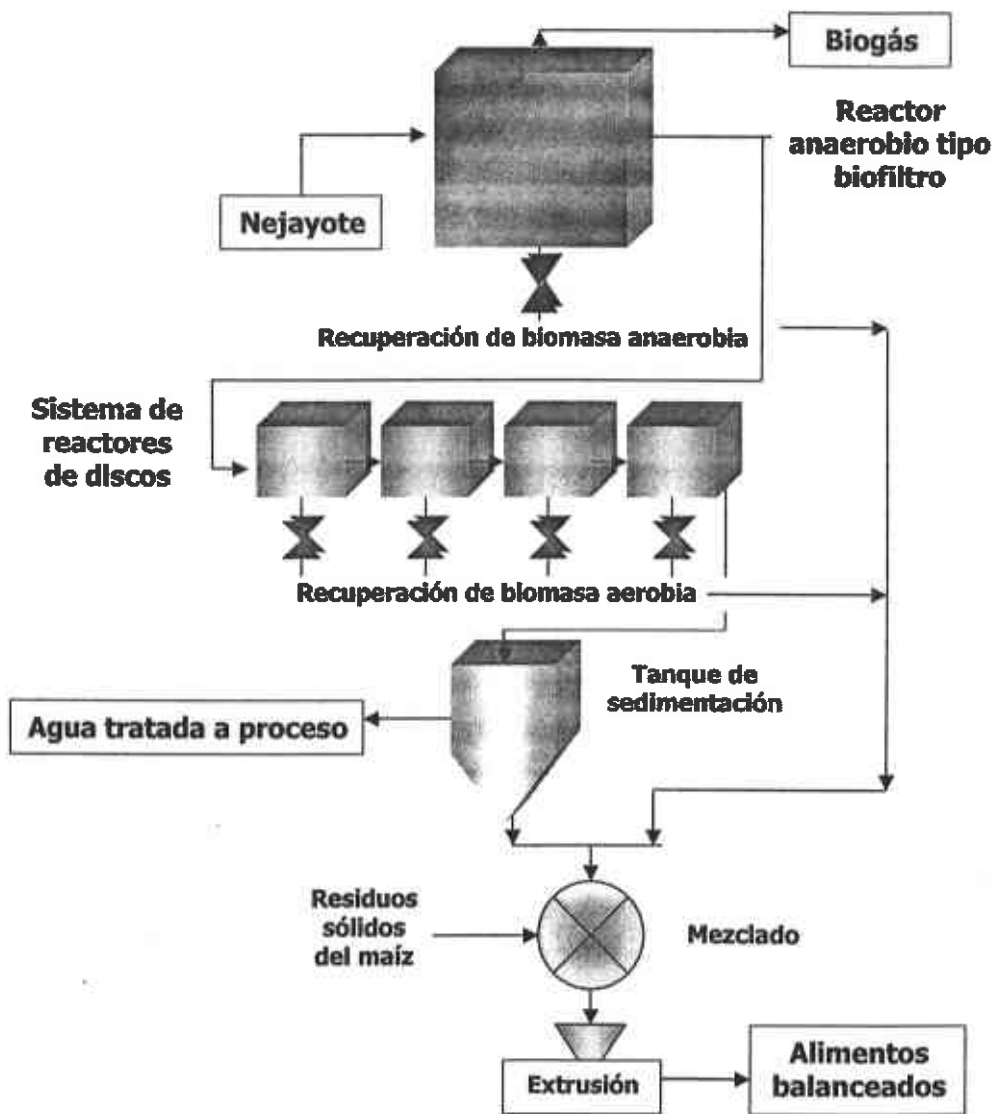 Biogás
Reactor
anaerobio tipo
biofiltro
Nejayote
Recuperación de biomasa anaerobia
Sistema de
reactores
de discos
Recuperación de biomasa aerobia
Tanque de
sedimentación
Agua tratada a proceso
Residuos
sólidos
del maíz
Mezclado
Extrusión
Alimentos
balanceados